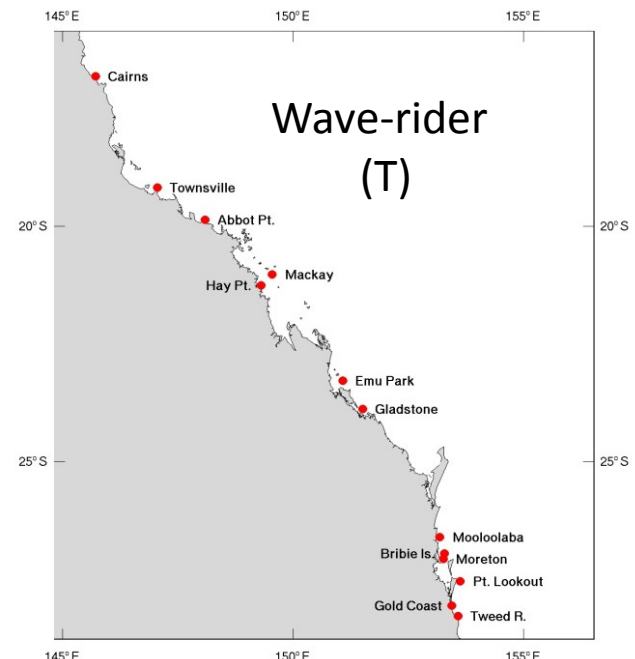 145° E
150° E
155° E
Cairns
Wave-rider
(T)
Townsville
Abbot Pt.
20° S
20° S
Mackay
Hay Pt.
Emu Park
Gladstone
25° S
25° S
Mooloolaba
Bribie Is.
Moreton
Pt. Lookout
Gold Coast
Tweed R.
145° E
150° E
155° E